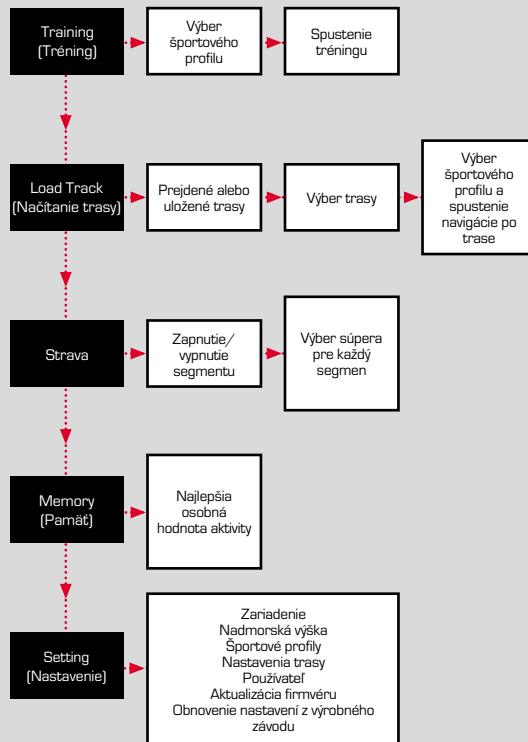 Training
(Tréning)
Výber
športového
profilu
Spustenie
tréningu
Load Track
(Načítanie trasy)
Prejdené alebo
uložené trasy
Výber trasy
Výber
športového
profilu a
spustenie
navigácie po
trase
Strava
Zapnutie/
vypnutie
segmentu
Výber súpera
pre každý
segmen
Memory
(Pamäť)
Najlepšia
osobná
hodnota aktivity
Setting
(Nastavenie)
Zariadenie
Nadmorská výška
Športové profily
Nastavenia trasy
Používateľ
Aktualizácia firmvéru
Obnovenie nastavení z výrobného
závodu